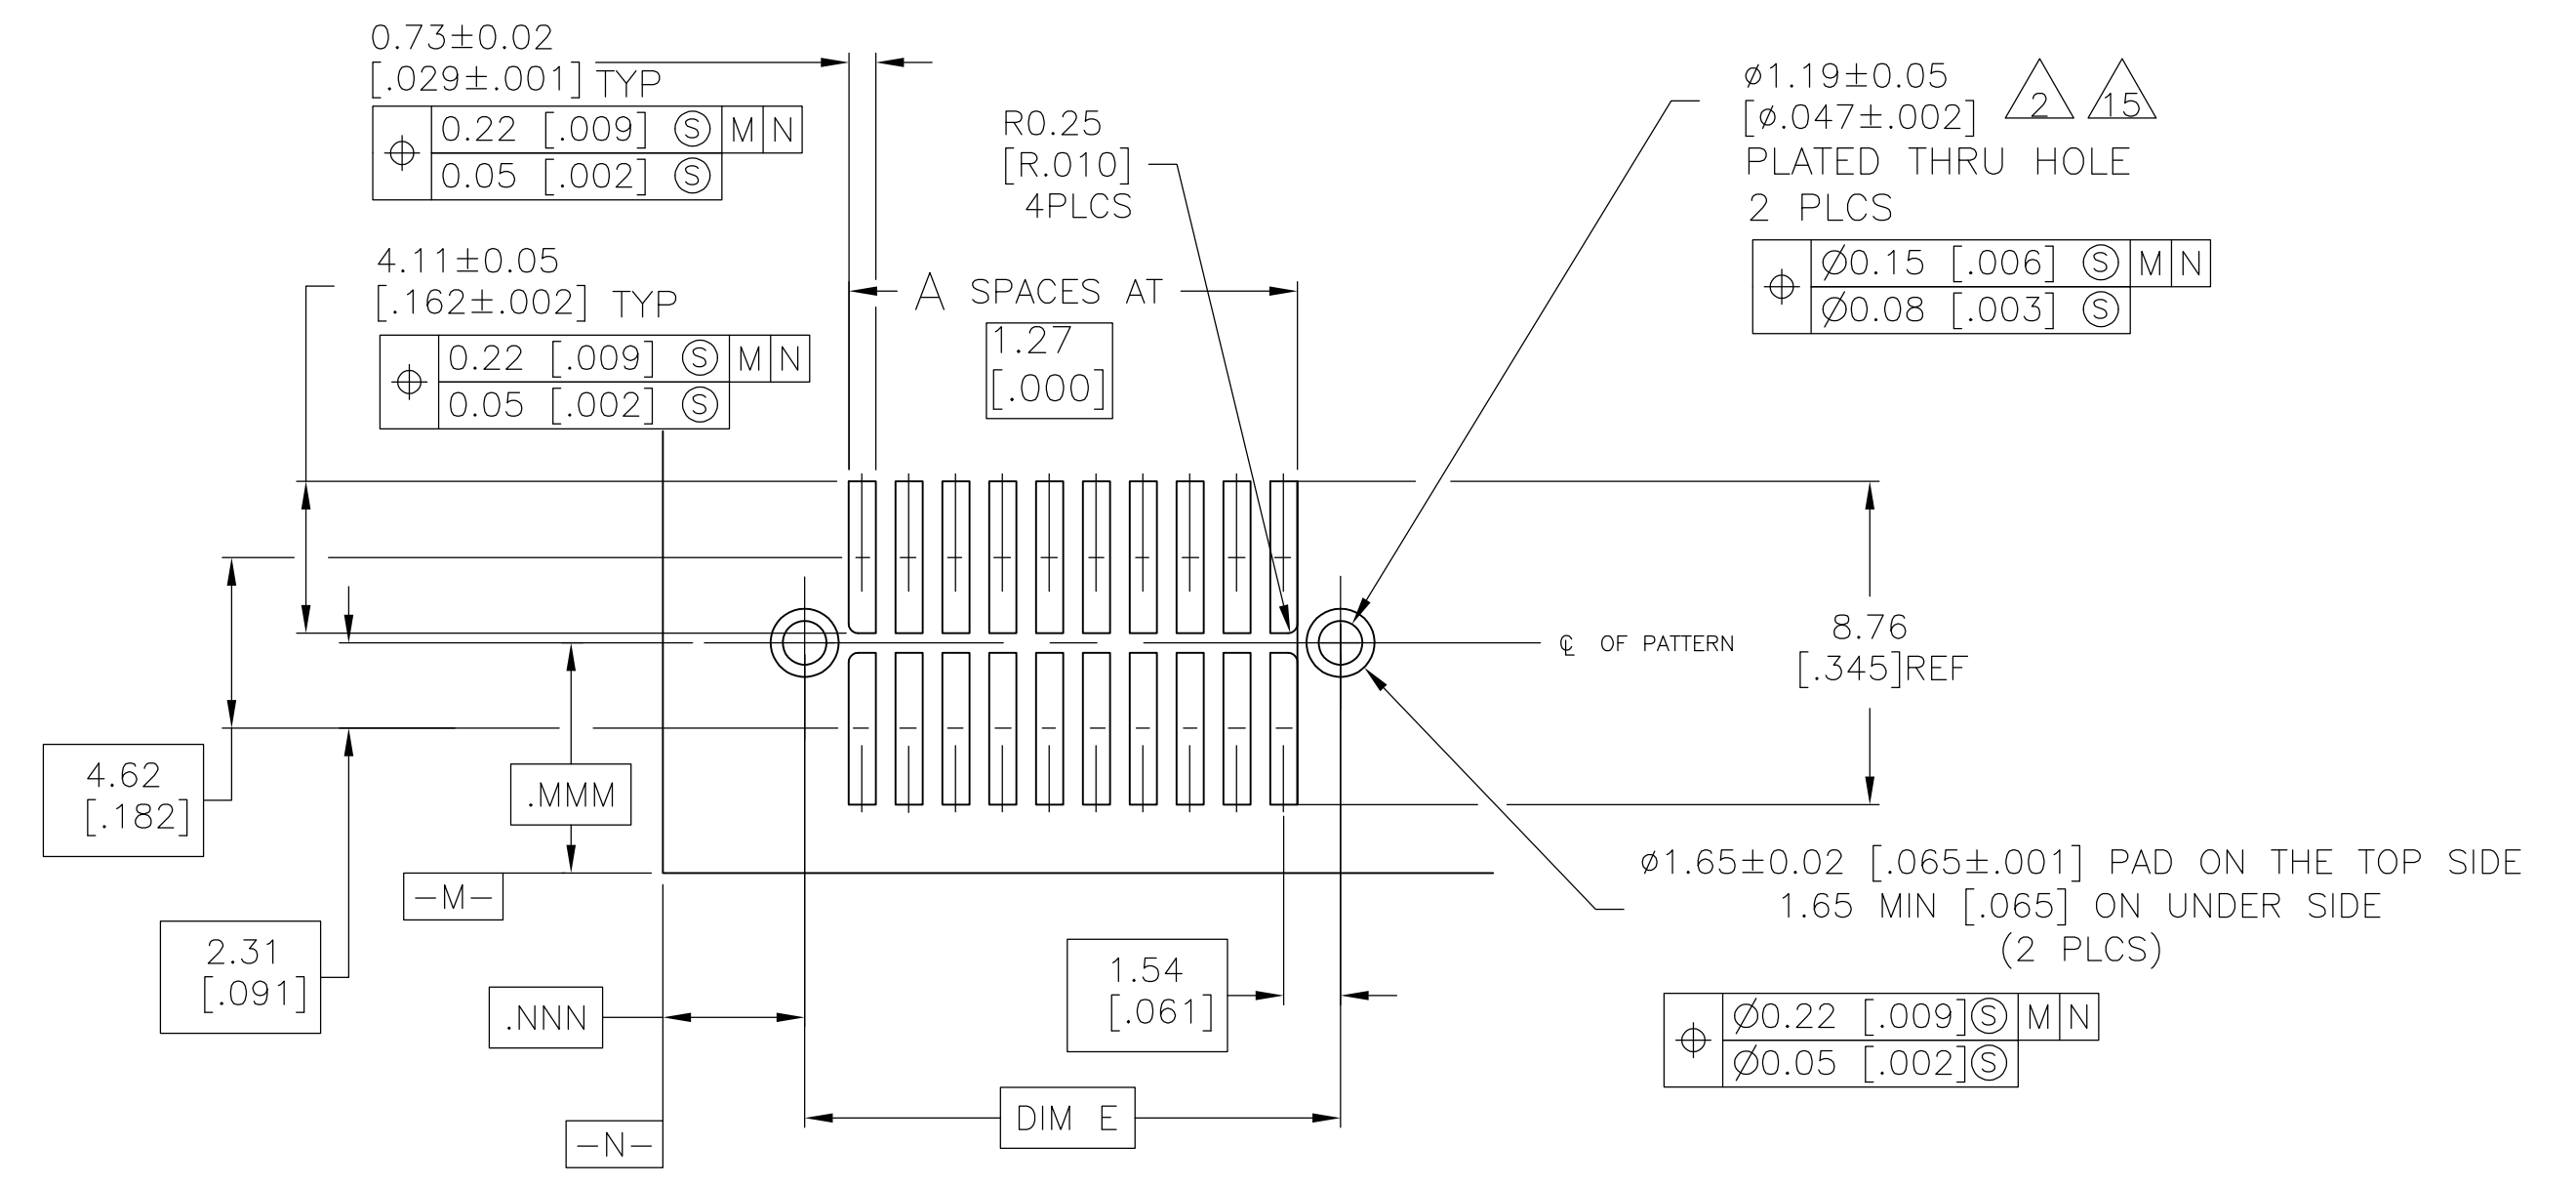 0.73±0.02
[.029±.001] TYP
⌖ 0.22 [.009] Ⓢ M N
0.05 [.002] Ⓢ
4.11±0.05
[.162±.002] TYP
⌖ 0.22 [.009] Ⓢ M N
0.05 [.002] Ⓢ
R0.25
[R.010]
4PLCS
A SPACES AT
1.27
[.000]
ø1.19±0.05
[ø.047±.002]
2 15
PLATED THRU HOLE
2 PLCS
⌖ Ø0.15 [.006] Ⓢ M N
Ø0.08 [.003] Ⓢ
℄ OF PATTERN
8.76
[.345]REF
4.62
[.182]
.MMM
-M-
2.31
[.091]
.NNN
-N-
1.54
[.061]
DIM E
ø1.65±0.02 [.065±.001] PAD ON THE TOP SIDE
1.65 MIN [.065] ON UNDER SIDE
(2 PLCS)
⌖ Ø0.22 [.009]Ⓢ M N
Ø0.05 [.002]Ⓢ